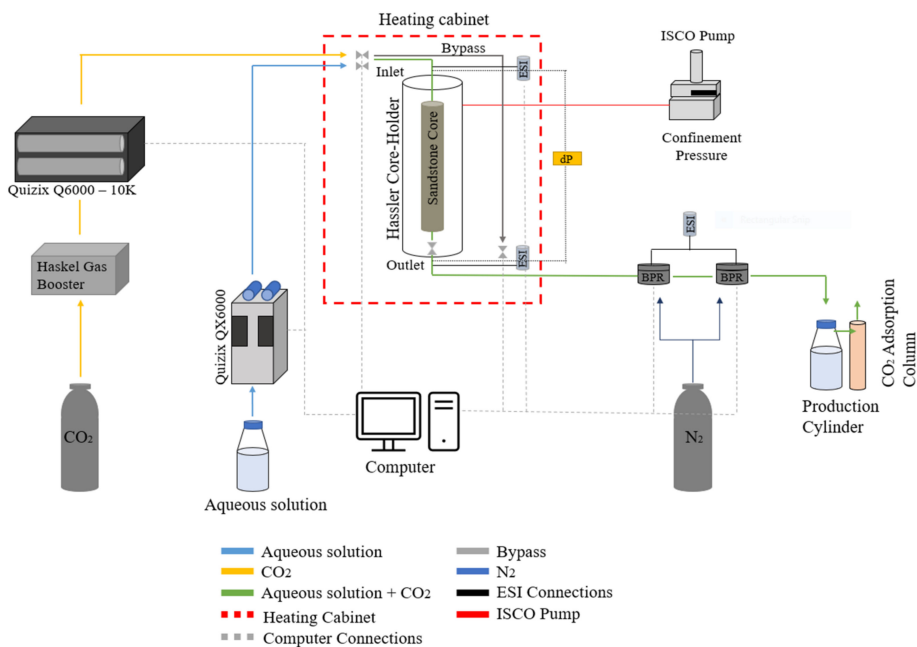 Heating cabinet
Bypass
ISCO Pump
ESI
Inlet
Hassler Core-Holder
Sandstone Core
dP
Confinement
Pressure
Quizix Q6000 – 10K
Haskel Gas
Booster
Quizix QX6000
Outlet
ESI
ESI
BPR
BPR
CO2
Aqueous solution
Computer
N2
Production
Cylinder
CO2 Adsorption
Column
Aqueous solution
CO2
Aqueous solution + CO2
Heating Cabinet
Computer Connections
Bypass
N2
ESI Connections
ISCO Pump